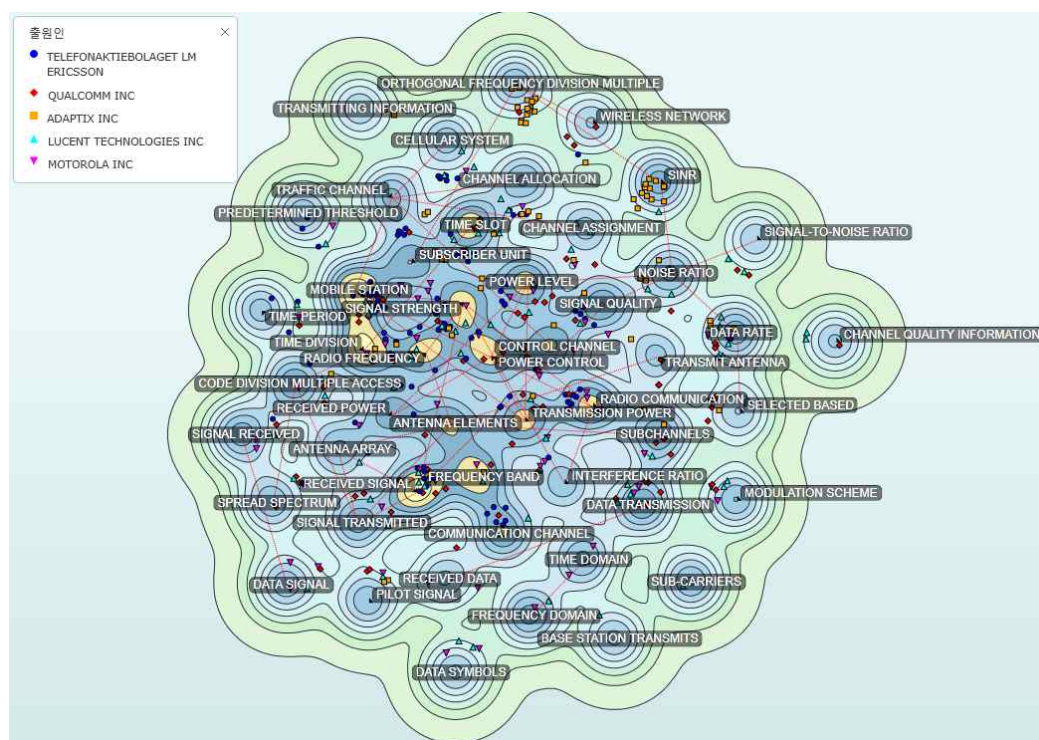 출원인
TELEFONAKTIEBOLAGET LM
ERICSSON
QUALCOMM INC
ADAPTIX INC
LUCENT TECHNOLOGIES INC
MOTOROLA INC
ORTHOGONAL FREQUENCY DIVISION MULTIPLE
TRANSMITTING INFORMATION
WIRELESS NETWORK
CELLULAR SYSTEM
CHANNEL ALLOCATION
SINR
TRAFFIC CHANNEL
PREDETERMINED THRESHOLD
TIME SLOT
CHANNEL ASSIGNMENT
SIGNAL-TO-NOISE RATIO
SUBSCRIBER UNIT
NOISE RATIO
POWER LEVEL
MOBILE STATION
SIGNAL STRENGTH
SIGNAL QUALITY
TIME PERIOD
DATA RATE
CHANNEL QUALITY INFORMATION
TIME DIVISION
CONTROL CHANNEL
RADIO FREQUENCY
POWER CONTROL
TRANSMIT ANTENNA
CODE DIVISION MULTIPLE ACCESS
RADIO COMMUNICATION
RECEIVED POWER
SELECTED BASED
TRANSMISSION POWER
ANTENNA ELEMENTS
SIGNAL RECEIVED
SUBCHANNELS
ANTENNA ARRAY
FREQUENCY BAND
INTERFERENCE RATIO
RECEIVED SIGNAL
MODULATION SCHEME
SPREAD SPECTRUM
DATA TRANSMISSION
SIGNAL TRANSMITTED
COMMUNICATION CHANNEL
TIME DOMAIN
RECEIVED DATA
DATA SIGNAL
SUB-CARRIERS
PILOT SIGNAL
FREQUENCY DOMAIN
BASE STATION TRANSMITS
DATA SYMBOLS